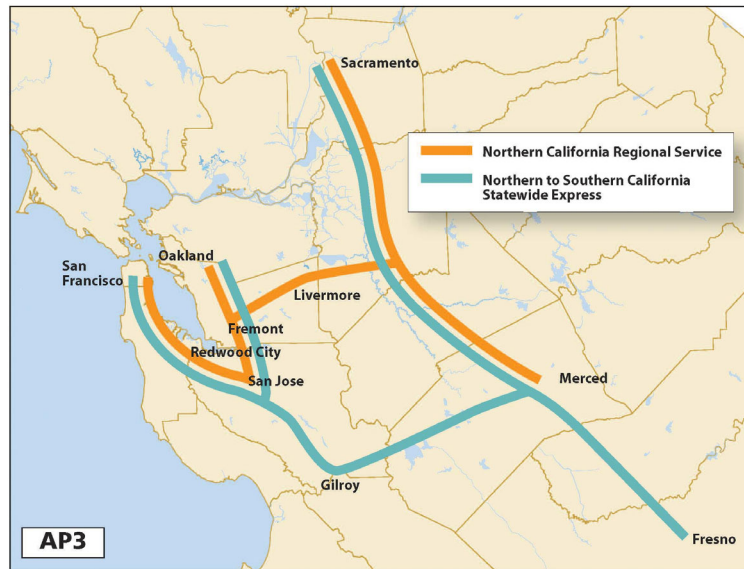 Sacramento
Northern California Regional Service
Northern to Southern California
Statewide Express
San
Francisco
Oakland
Livermore
Fremont
Redwood City
San Jose
Merced
Gilroy
Fresno
AP3